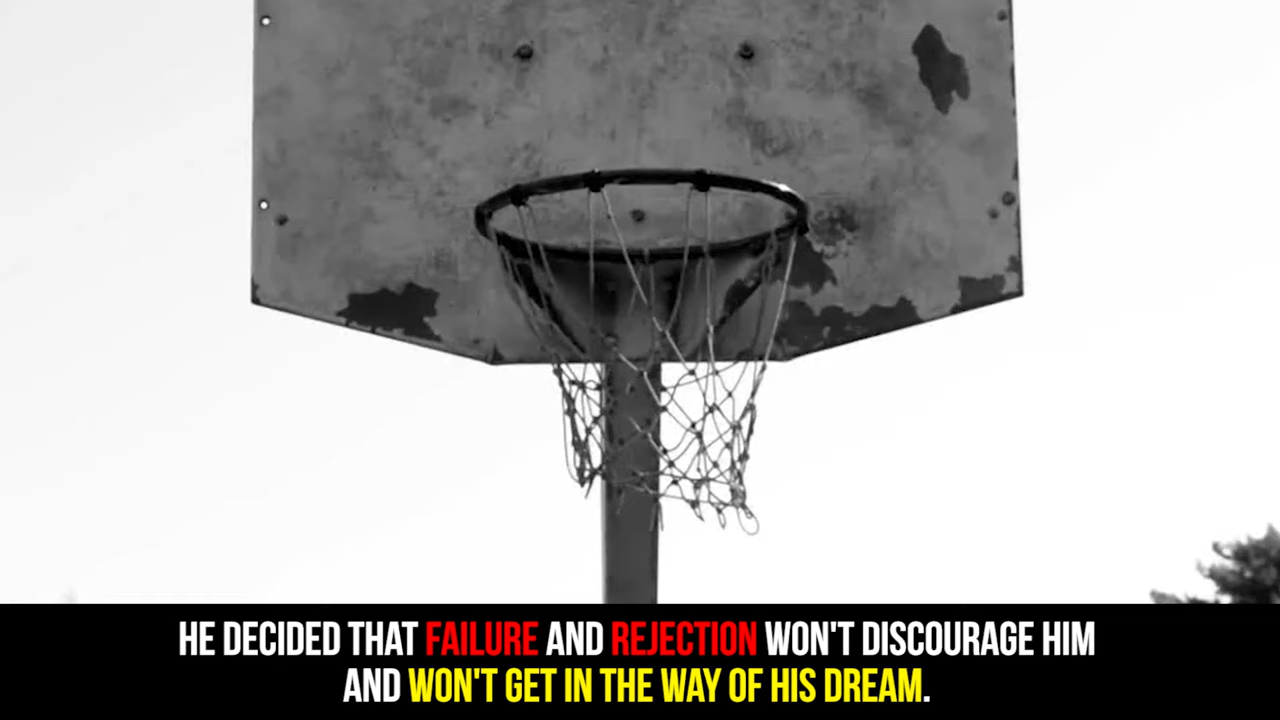 HE DECIDED THAT FAILURE AND REJECTION WON'T DISCOURAGE HIM
AND WON'T GET IN THE WAY OF HIS DREAM.